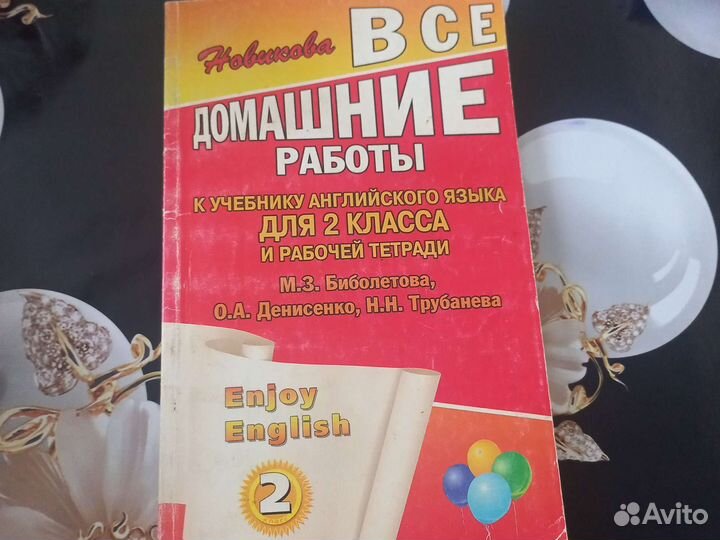 Новикова
ВСЕ
ДОМАШНИЕ
РАБОТЫ
К УЧЕБНИКУ АНГЛИЙСКОГО ЯЗЫКА
ДЛЯ 2 КЛАССА
И РАБОЧЕЙ ТЕТРАДИ
М.З. Биболетова,
О.А. Денисенко, Н.Н. Трубанева
Enjoy
English
2
класс
Avito